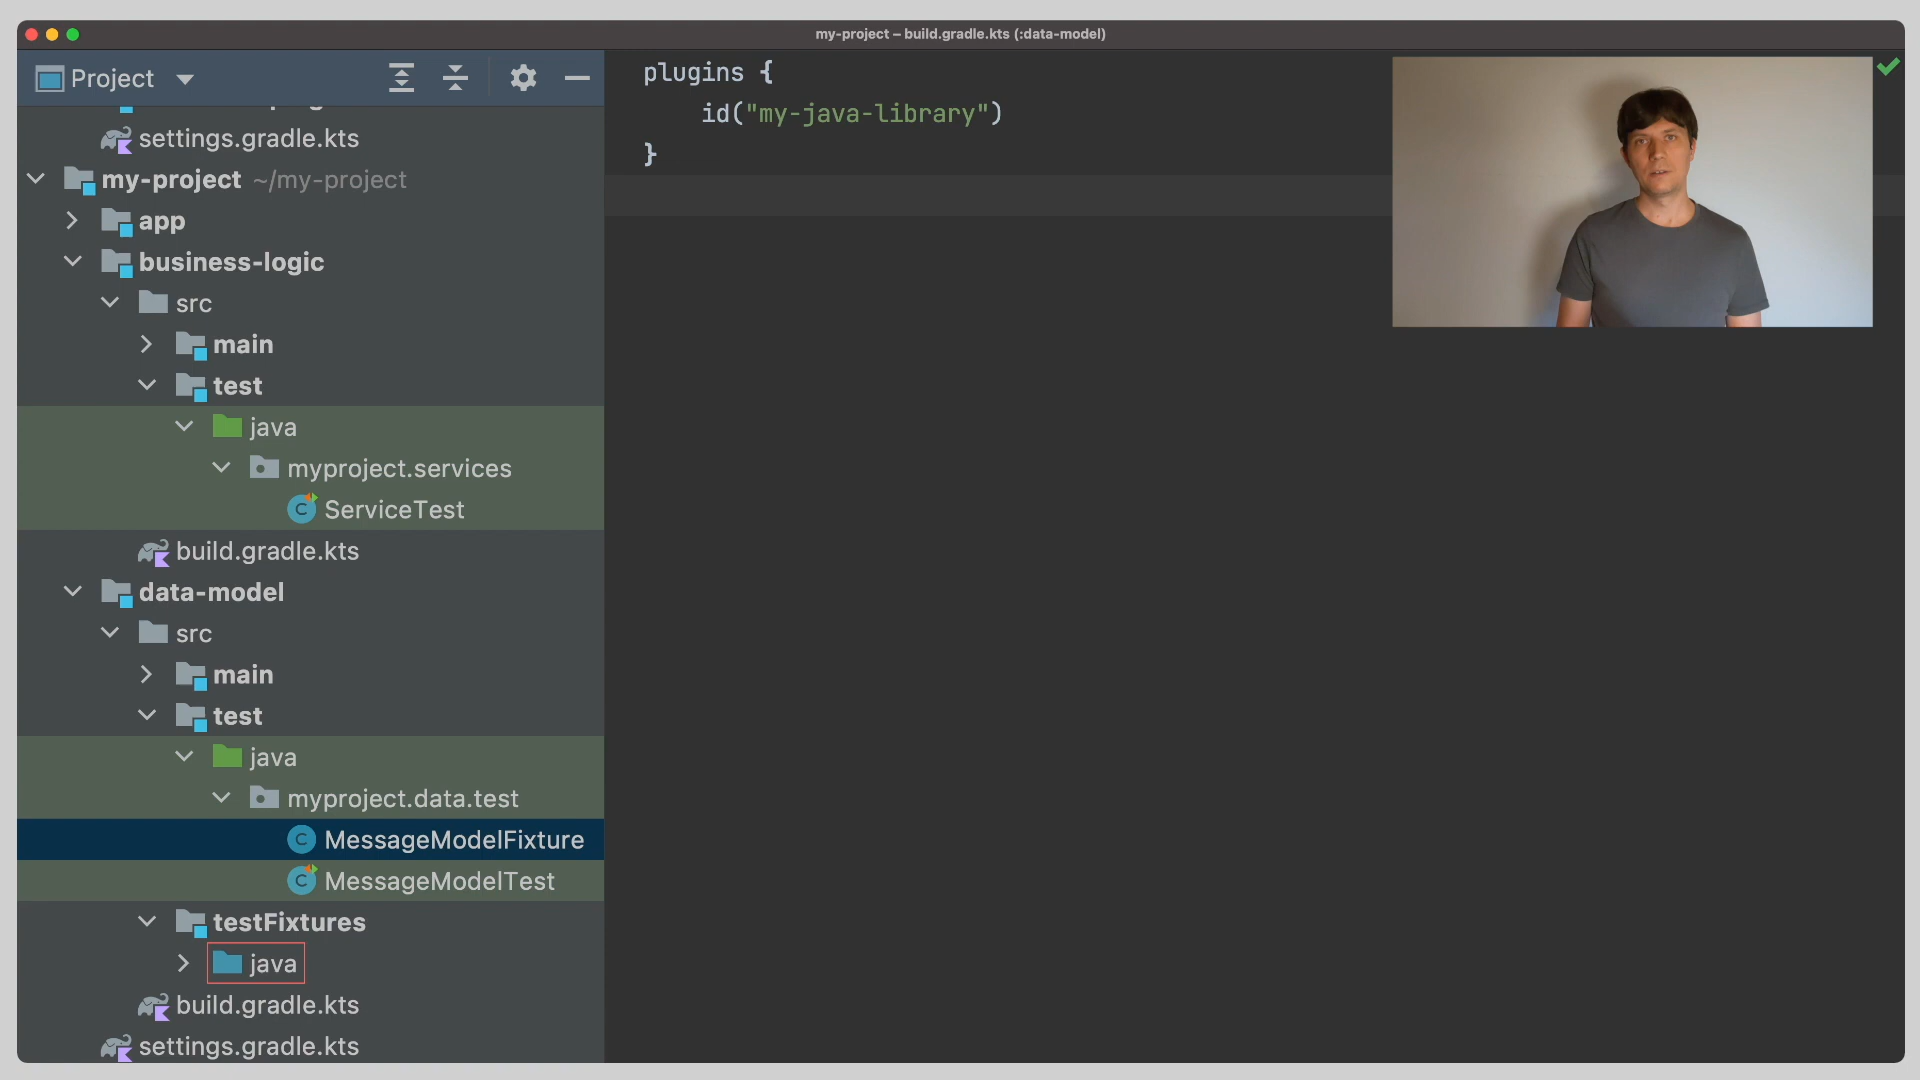 my-project – build.gradle.kts (:data-model)
Project
settings.gradle.kts
my-project ~/my-project
app
business-logic
src
main
test
java
myproject.services
ServiceTest
build.gradle.kts
data-model
src
main
test
java
myproject.data.test
MessageModelFixture
MessageModelTest
testFixtures
java
build.gradle.kts
settings.gradle.kts
plugins {
id("my-java-library")
}